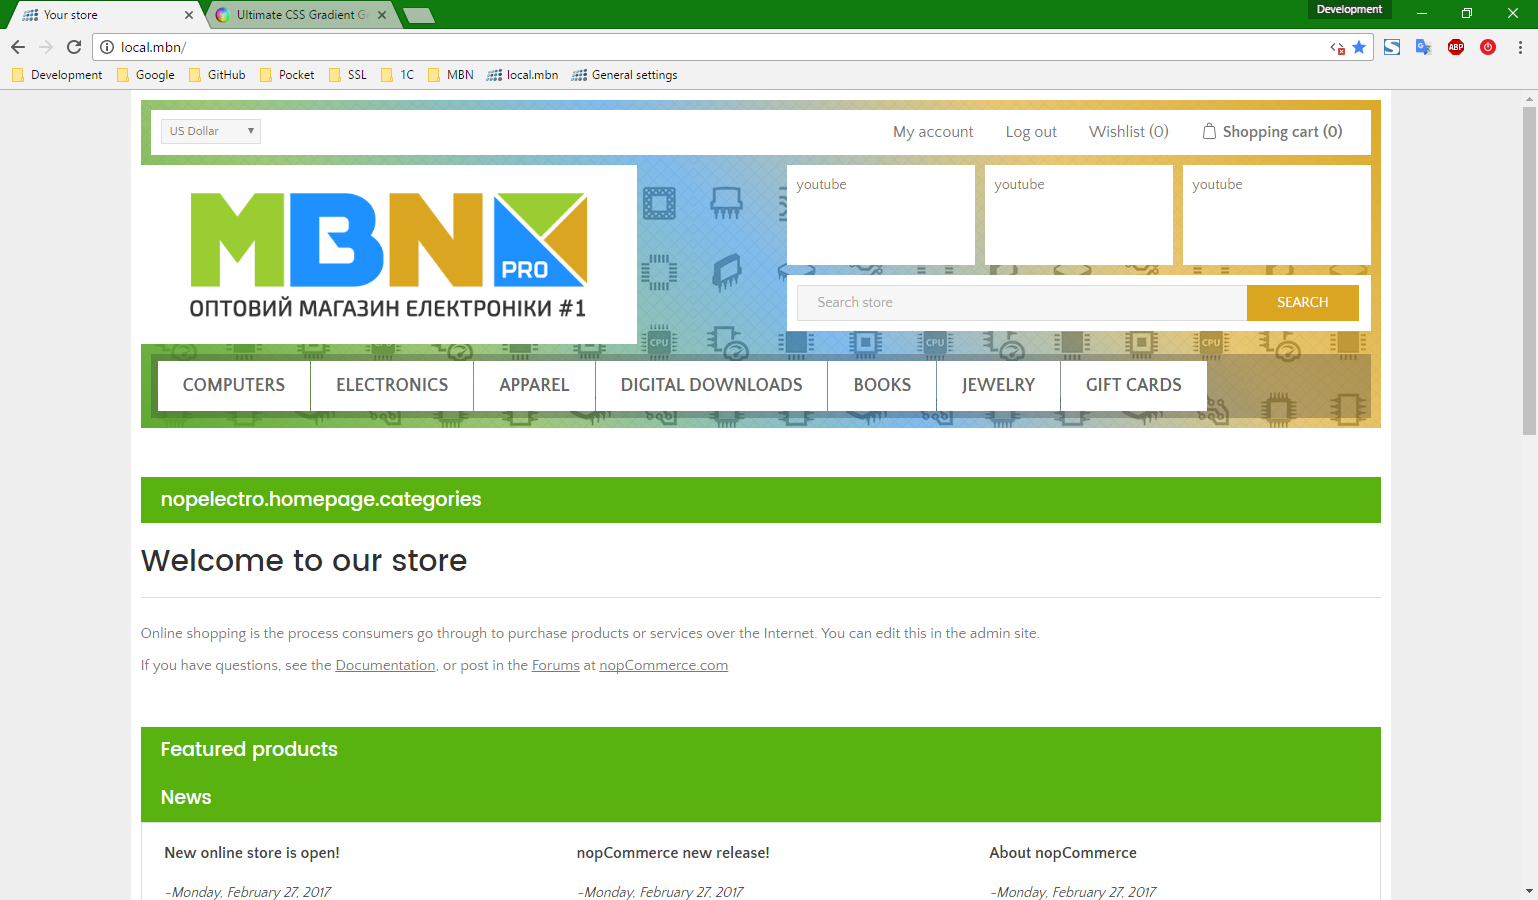 Your store
Ultimate CSS Gradient G
Development
local.mbn/
ABP
Development Google GitHub Pocket SSL 1C MBN local.mbn General settings
US Dollar
My account Log out Wishlist (0) Shopping cart (0)
youtube youtube youtube
MBN
PRO
ОПТОВИЙ МАГАЗИН ЕЛЕКТРОНІКИ #1
Search store SEARCH
CPU CPU CPU
COMPUTERS ELECTRONICS APPAREL DIGITAL DOWNLOADS BOOKS JEWELRY GIFT CARDS
nopelectro.homepage.categories
Welcome to our store
Online shopping is the process consumers go through to purchase products or services over the Internet. You can edit this in the admin site.
If you have questions, see the Documentation, or post in the Forums at nopCommerce.com
Featured products
News
New online store is open! nopCommerce new release! About nopCommerce
-Monday, February 27, 2017 -Monday, February 27, 2017 -Monday, February 27, 2017